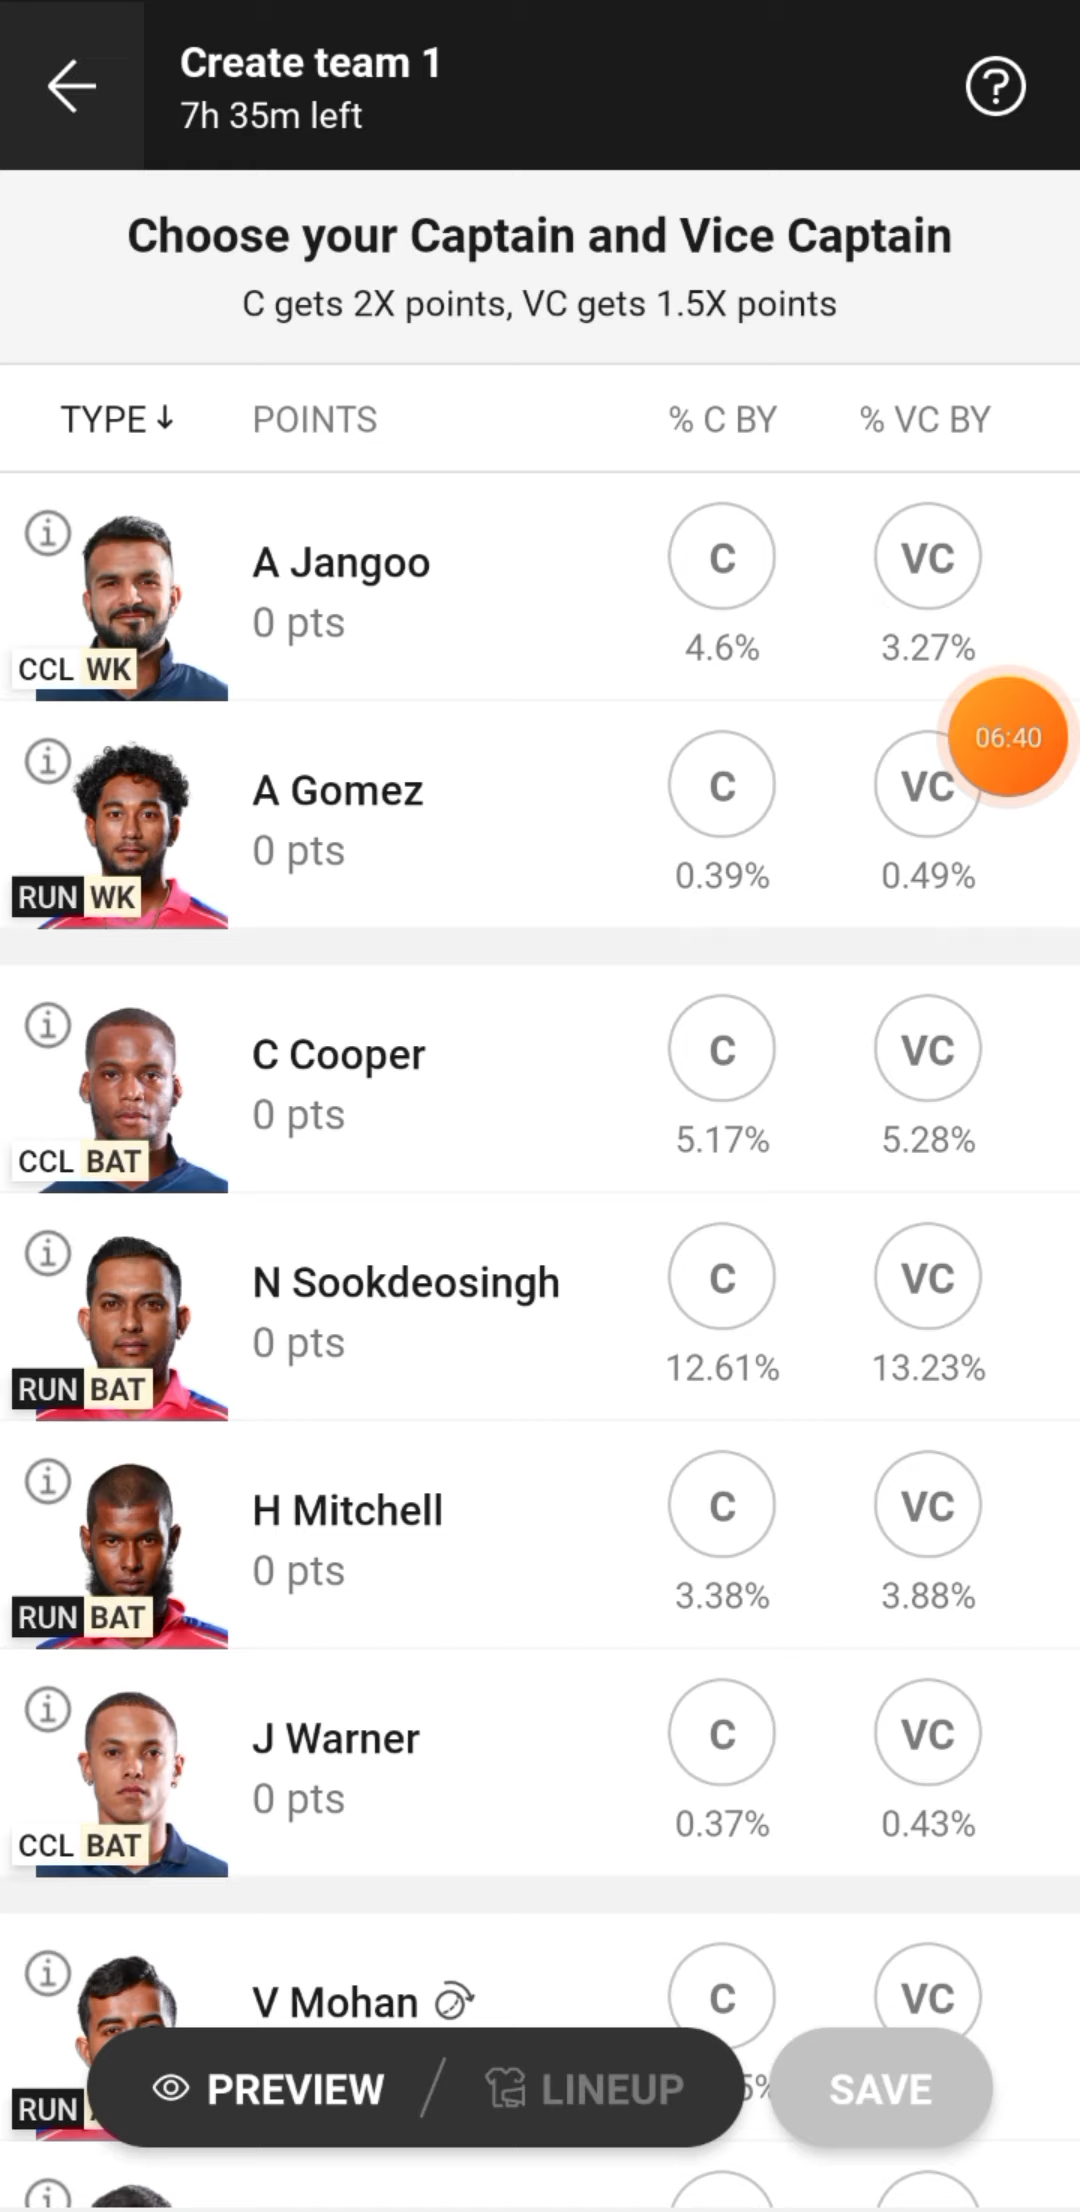 Create team 1
7h 35m left
?
Choose your Captain and Vice Captain
C gets 2X points, VC gets 1.5X points
TYPE↓ POINTS % C BY % VC BY
A Jangoo C VC
0 pts 4.6% 3.27%
CCL WK
06:40
A Gomez C VC
0 pts 0.39% 0.49%
RUN WK
C Cooper C VC
0 pts 5.17% 5.28%
CCL BAT
N Sookdeosingh C VC
0 pts 12.61% 13.23%
RUN BAT
H Mitchell C VC
0 pts 3.38% 3.88%
RUN BAT
J Warner C VC
0 pts 0.37% 0.43%
CCL BAT
V Mohan C VC
RUN
PREVIEW / LINEUP SAVE